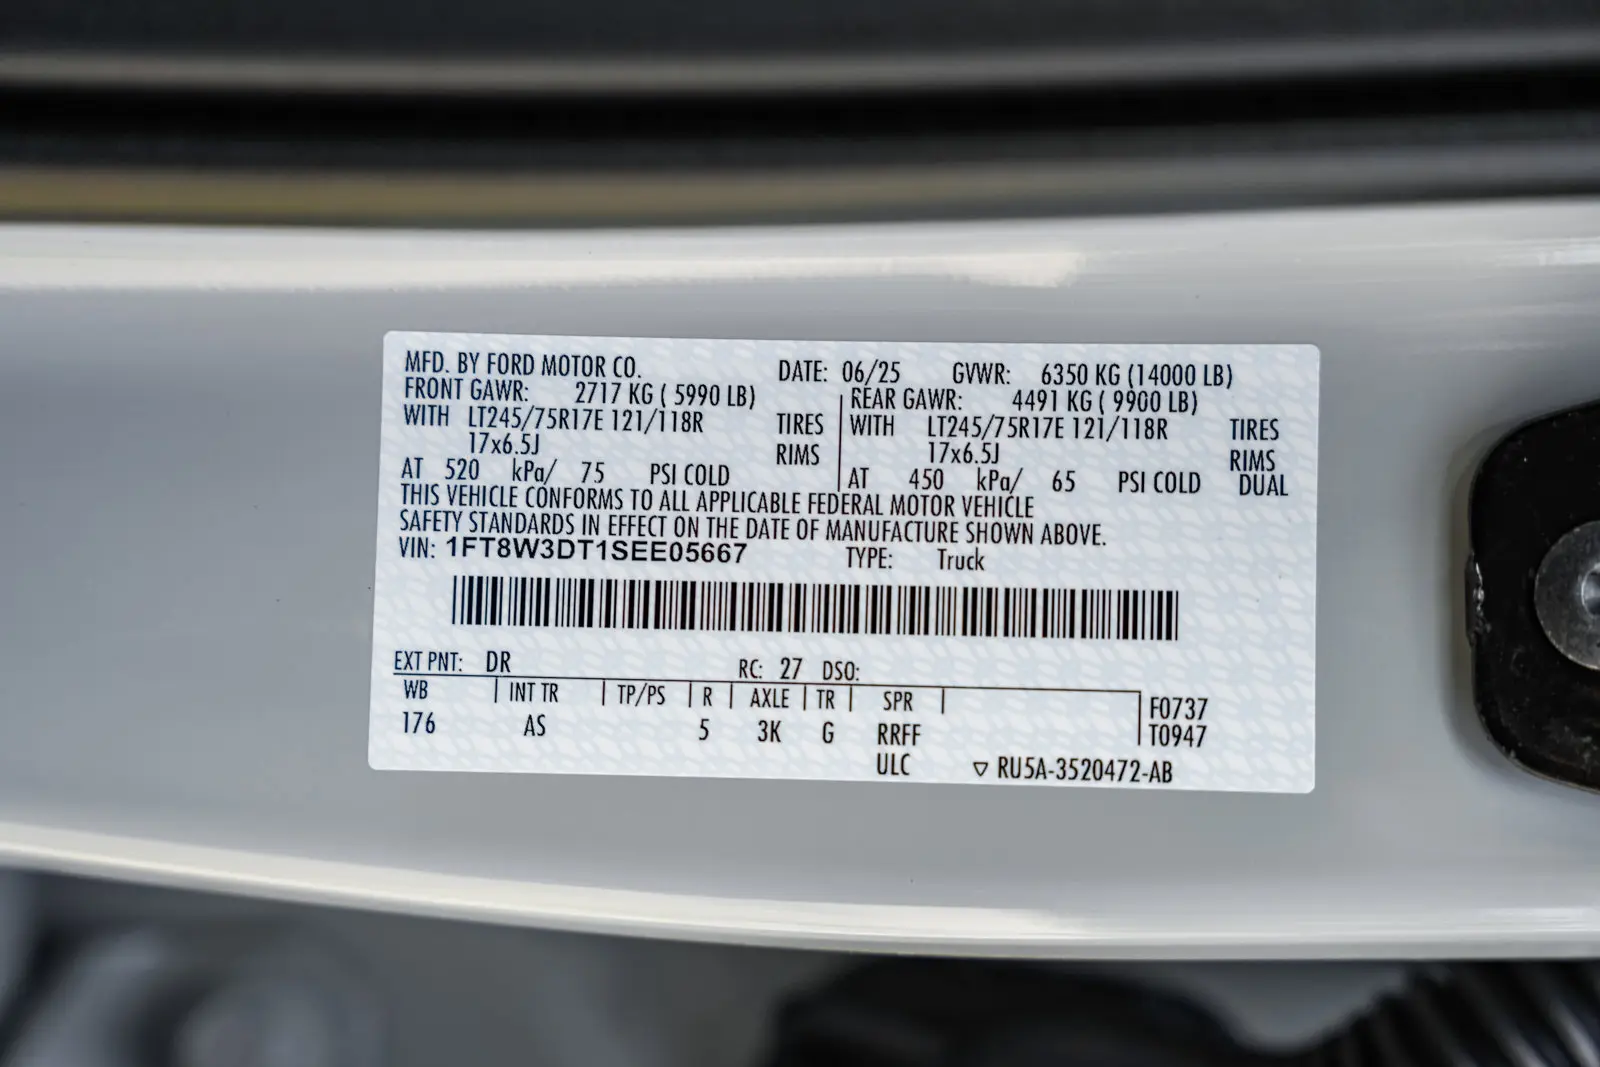 MFD. BY FORD MOTOR CO. DATE: 06/25 GVWR: 6350 KG (14000 LB)
FRONT GAWR: 2717 KG ( 5990 LB) REAR GAWR: 4491 KG ( 9900 LB)
WITH LT245/75R17E 121/118R TIRES WITH LT245/75R17E 121/118R TIRES
17x6.5J RIMS 17x6.5J RIMS
AT 520 kPa/ 75 PSI COLD AT 450 kPa/ 65 PSI COLD DUAL
THIS VEHICLE CONFORMS TO ALL APPLICABLE FEDERAL MOTOR VEHICLE
SAFETY STANDARDS IN EFFECT ON THE DATE OF MANUFACTURE SHOWN ABOVE.
VIN: 1FT8W3DT1SEE05667 TYPE: Truck
EXT PNT: DR RC: 27 DSO:
WB INT TR TP/PS R AXLE TR SPR F0737
176 AS 5 3K G RRFF T0947
ULC ▽ RU5A-3520472-AB